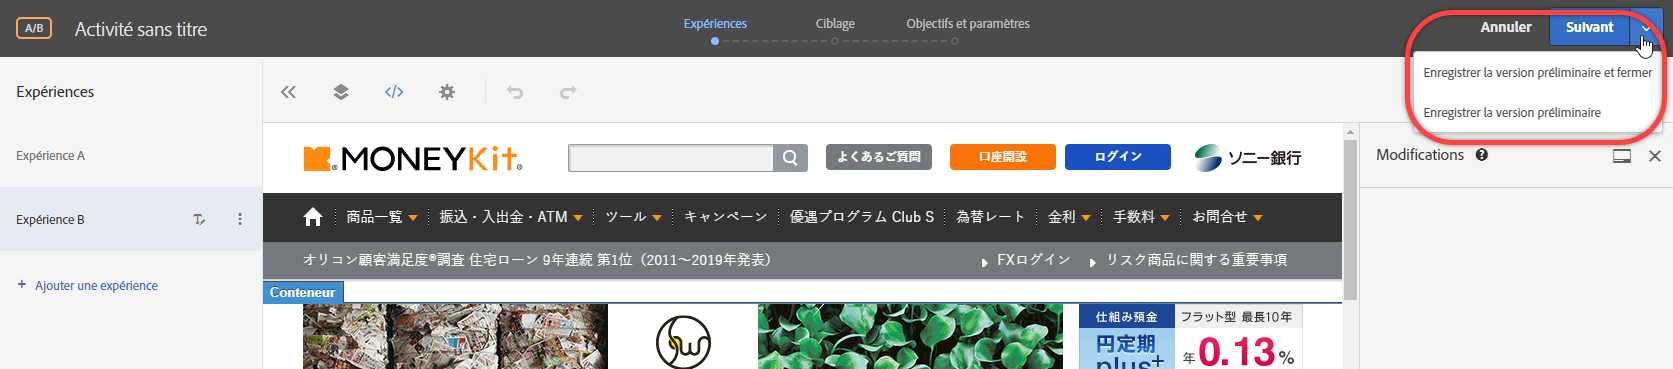 A/B
Activité sans titre
Expériences
Ciblage
Objectifs et paramètres
Annuler
Suivant
Enregistrer la version préliminaire et fermer
Enregistrer la version préliminaire
Expériences
Expérience A
Expérience B
+ Ajouter une expérience
Modifications
MONEYKit
よくあるご質問
口座開設
ログイン
ソニー銀行
商品一覧
振込・入出金・ATM
ツール
キャンペーン
優遇プログラム Club S
為替レート
金利
手数料
お問合せ
オリコン顧客満足度®調査 住宅ローン 9年連続 第1位（2011～2019年発表）
FXログイン
リスク商品に関する重要事項
Conteneur
仕組み預金
フラット型 最長10年
円定期
plus+
年0.13%